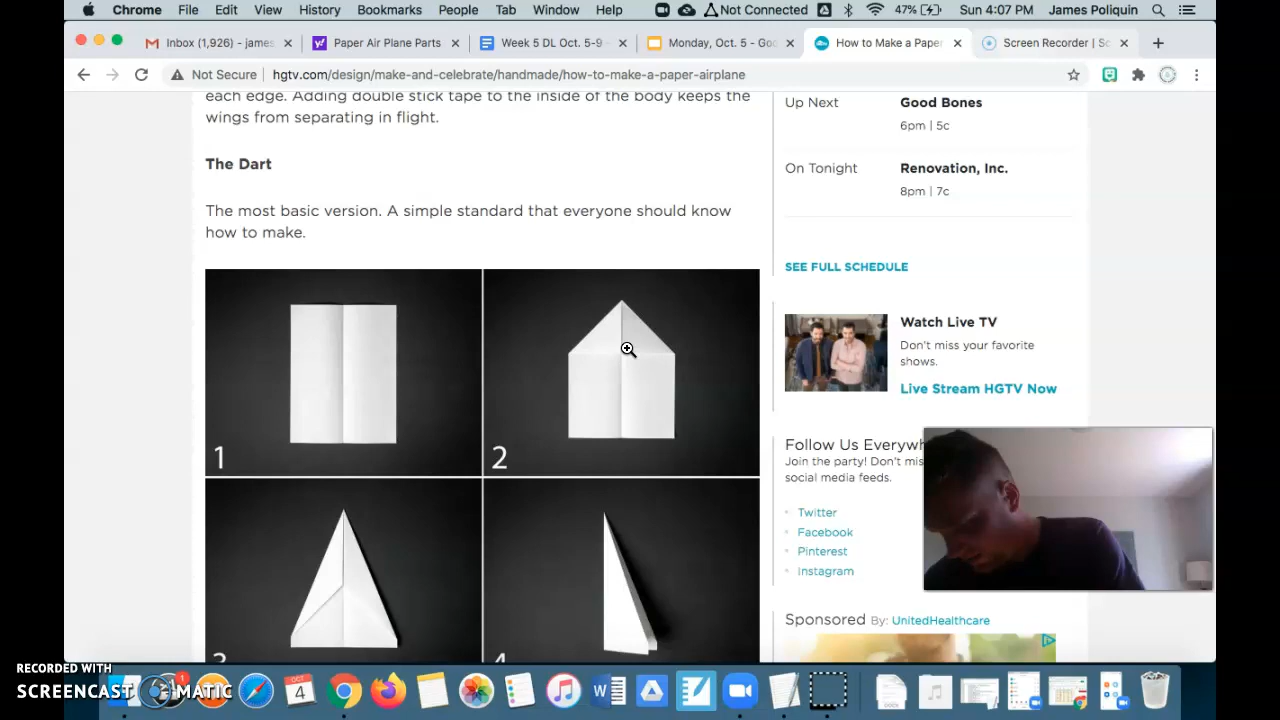 Chrome File Edit View History Bookmarks People Tab Window Help Not Connected 47% Sun 4:07 PM James Poliquin
Inbox (1,926) - james. Yahoo Paper Air Plane Parts Week 5 DL Oct. 5-9 Monday, Oct. 5 - Goo How to Make a Paper Screen Recorder | Sc
Not Secure hgtv.com/design/make-and-celebrate/handmade/how-to-make-a-paper-airplane
each edge. Adding double stick tape to the inside of the body keeps the
wings from separating in flight.
The Dart
The most basic version. A simple standard that everyone should know
how to make.
1
2
3
4
Up Next Good Bones
6pm | 5c
On Tonight Renovation, Inc.
8pm | 7c
SEE FULL SCHEDULE
Watch Live TV
Don't miss your favorite
shows.
Live Stream HGTV Now
Follow Us Everywh
Join the party! Don't mis
social media feeds.
Twitter
Facebook
Pinterest
Instagram
Sponsored By: UnitedHealthcare
RECORDED WITH
SCREENCAST MATIC
OCT
4
1